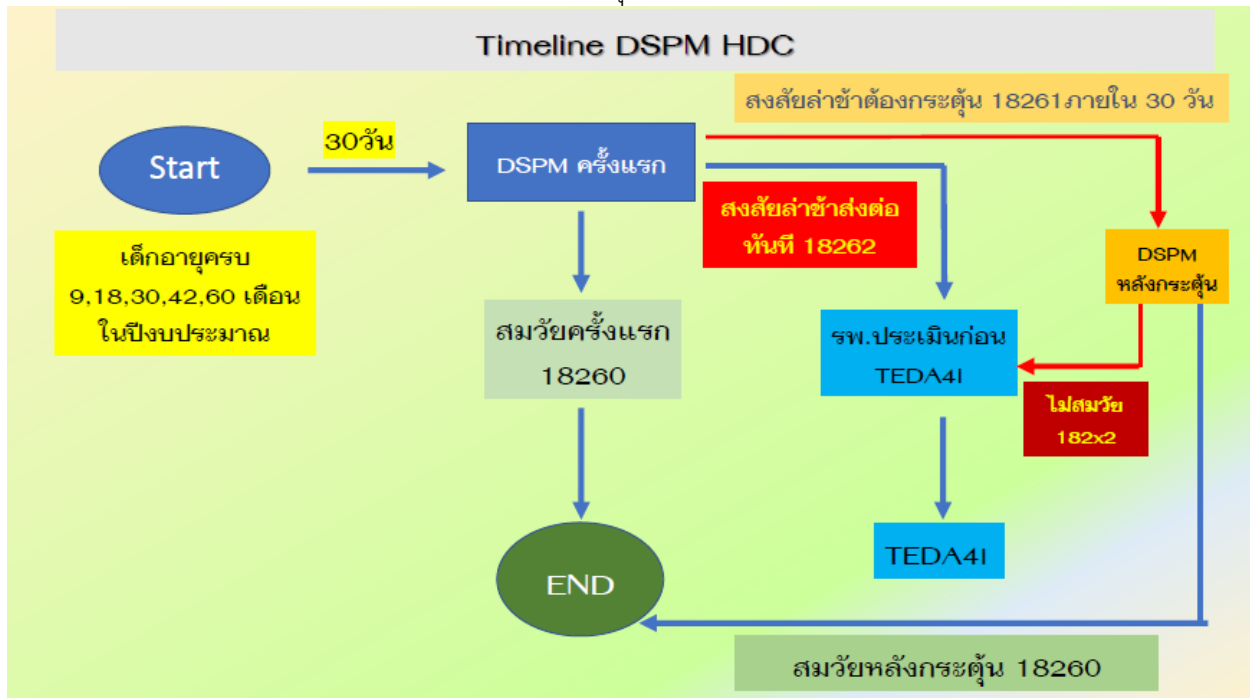 Timeline DSPM HDC
สงสัยล่าช้าต้องกระตุ้น 18261ภายใน 30 วัน
Start
30วัน
DSPM ครั้งแรก
สงสัยล่าช้าส่งต่อ
ทันที 18262
เด็กอายุครบ
9,18,30,42,60 เดือน
ในปีงบประมาณ
DSPM
หลังกระตุ้น
สมวัยครั้งแรก
18260
รพ.ประเมินก่อน
TEDA4I
ไม่สมวัย
182x2
TEDA4I
END
สมวัยหลังกระตุ้น 18260